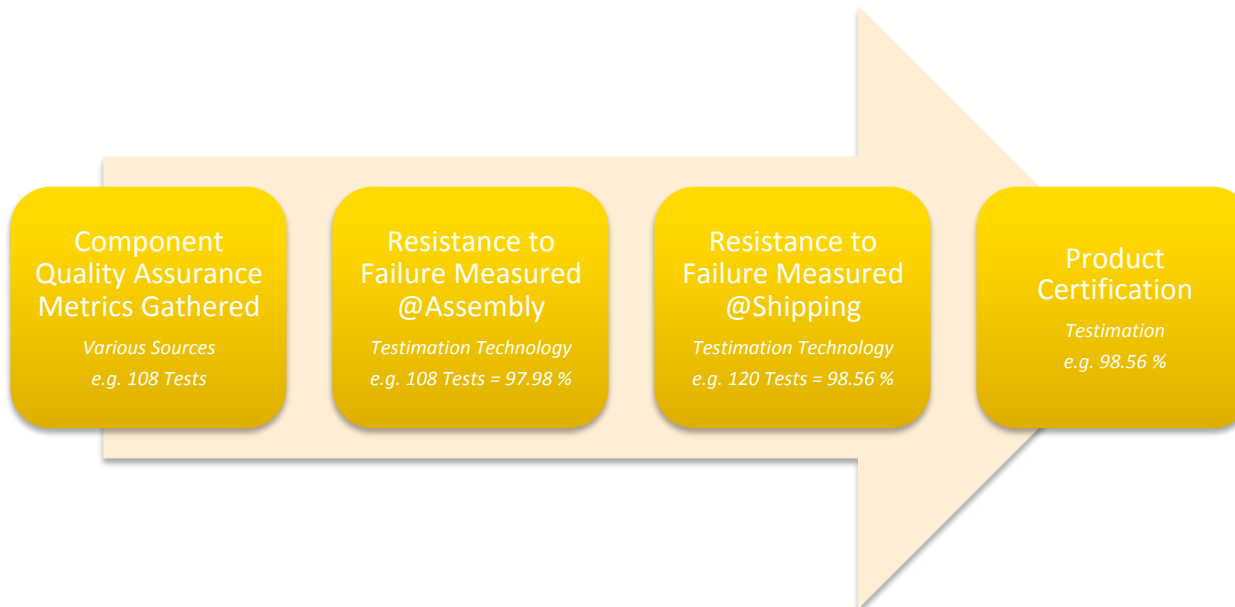 Component
Quality Assurance
Metrics Gathered
Various Sources
e.g. 108 Tests
Resistance to
Failure Measured
@Assembly
Testimation Technology
e.g. 108 Tests = 97.98 %
Resistance to
Failure Measured
@Shipping
Testimation Technology
e.g. 120 Tests = 98.56 %
Product
Certification
Testimation
e.g. 98.56 %